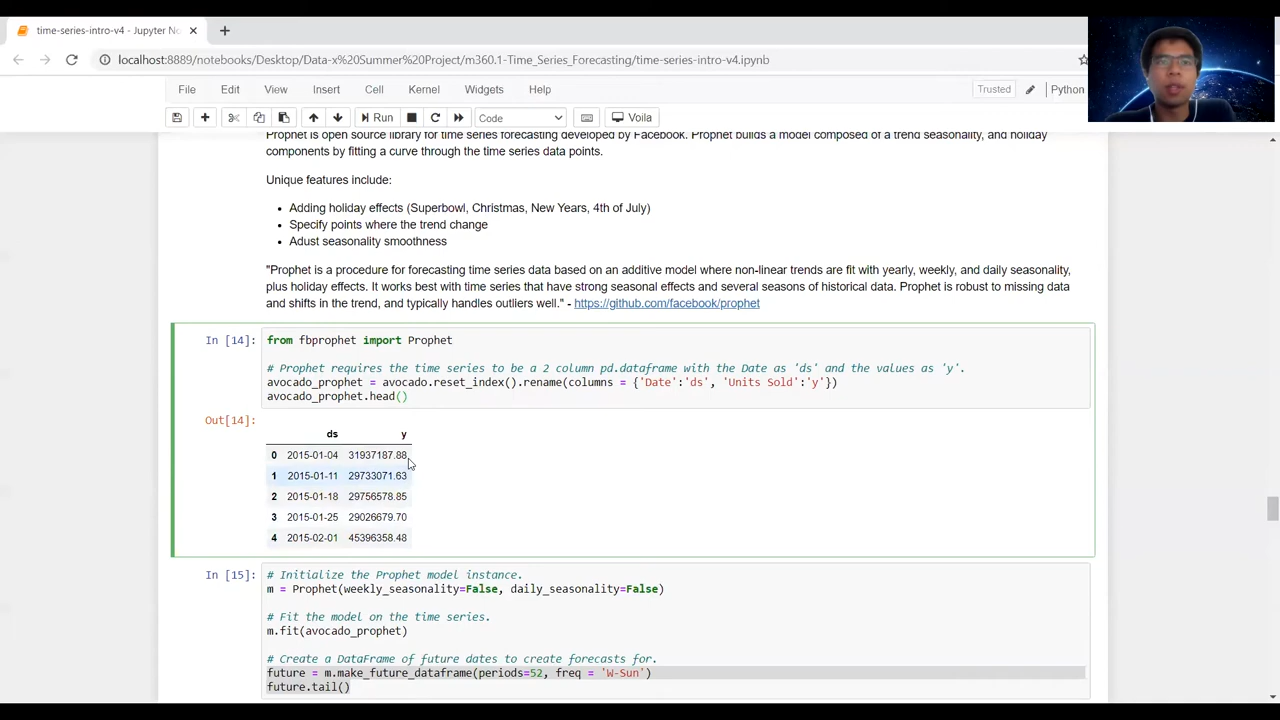 time-series-intro-v4 - Jupyter No
localhost:8889/notebooks/Desktop/Data-x%20Summer%20Project/m360.1-Time_Series_Forecasting/time-series-intro-v4.ipynb
File Edit View Insert Cell Kernel Widgets Help Trusted Python
Run Code Voila
Prophet is open source library for time series forecasting developed by Facebook. Prophet builds a model composed of a trend seasonality, and holiday
components by fitting a curve through the time series data points.
Unique features include:
• Adding holiday effects (Superbowl, Christmas, New Years, 4th of July)
• Specify points where the trend change
• Adust seasonality smoothness
"Prophet is a procedure for forecasting time series data based on an additive model where non-linear trends are fit with yearly, weekly, and daily seasonality,
plus holiday effects. It works best with time series that have strong seasonal effects and several seasons of historical data. Prophet is robust to missing data
and shifts in the trend, and typically handles outliers well." - https://github.com/facebook/prophet
In [14]: from fbprophet import Prophet
# Prophet requires the time series to be a 2 column pd.dataframe with the Date as 'ds' and the values as 'y'.
avocado_prophet = avocado.reset_index().rename(columns = {'Date':'ds', 'Units Sold':'y'})
avocado_prophet.head()
Out[14]:
ds y
0 2015-01-04 31937187.88
1 2015-01-11 29733071.63
2 2015-01-18 29756578.85
3 2015-01-25 29026679.70
4 2015-02-01 45396358.48
In [15]: # Initialize the Prophet model instance.
m = Prophet(weekly_seasonality=False, daily_seasonality=False)
# Fit the model on the time series.
m.fit(avocado_prophet)
# Create a DataFrame of future dates to create forecasts for.
future = m.make_future_dataframe(periods=52, freq = 'W-Sun')
future.tail()